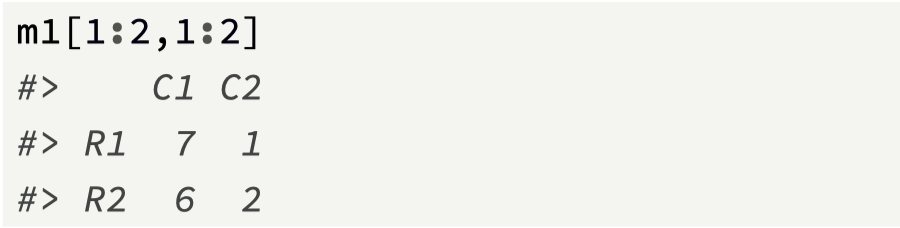 m1[1:2,1:2]
#>    C1 C2
#> R1  7  1
#> R2  6  2